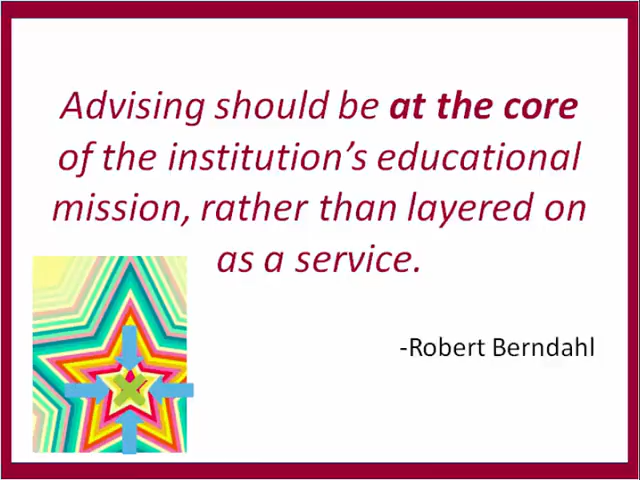 Advising should be at the core
of the institution's educational
mission, rather than layered on
as a service.
-Robert Berndahl